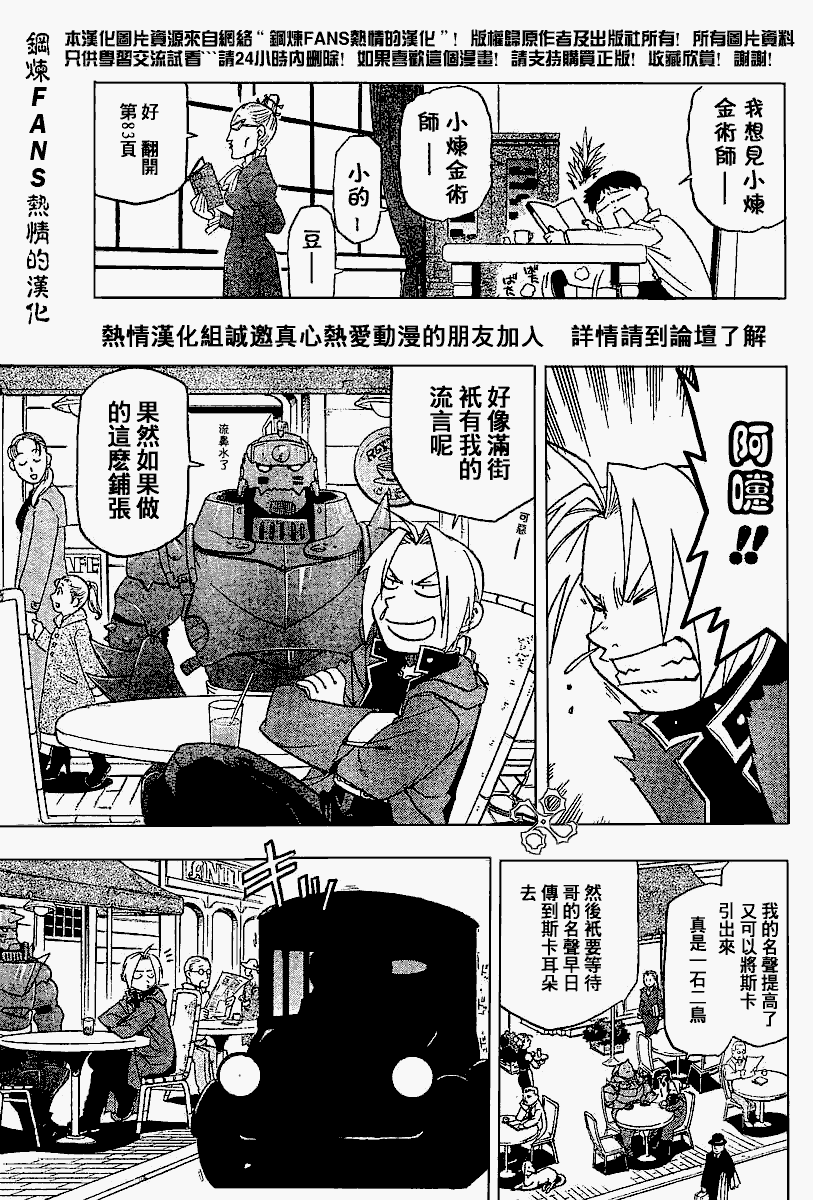 本漢化圖片資源來自網絡“鋼煉FANS熱情的漢化”！版權歸原作者及出版社所有！所有圖片資料
只供學習交流試看```請24小時內刪除！如果喜歡這個漫畫！請支持購買正版！收藏欣賞！謝謝！
鋼煉FANS熱情的漢化
我想見小煉
金術師──
小煉金術
師──
小的~
豆──
好 翻開
第83頁
ばた
ばた
熱情漢化組誠邀真心熱愛動漫的朋友加入 詳情請到論壇了解
阿嚏!!
好像滿街
衹有我的
流言呢
可惡──
流鼻水了
果然如果做
的這麽鋪張
AFE
我的名聲提高了
又可以將斯卡
引出來
真是一石二鳥
然後衹要等待
哥的名聲早日
傳到斯卡耳朵
去
キッ